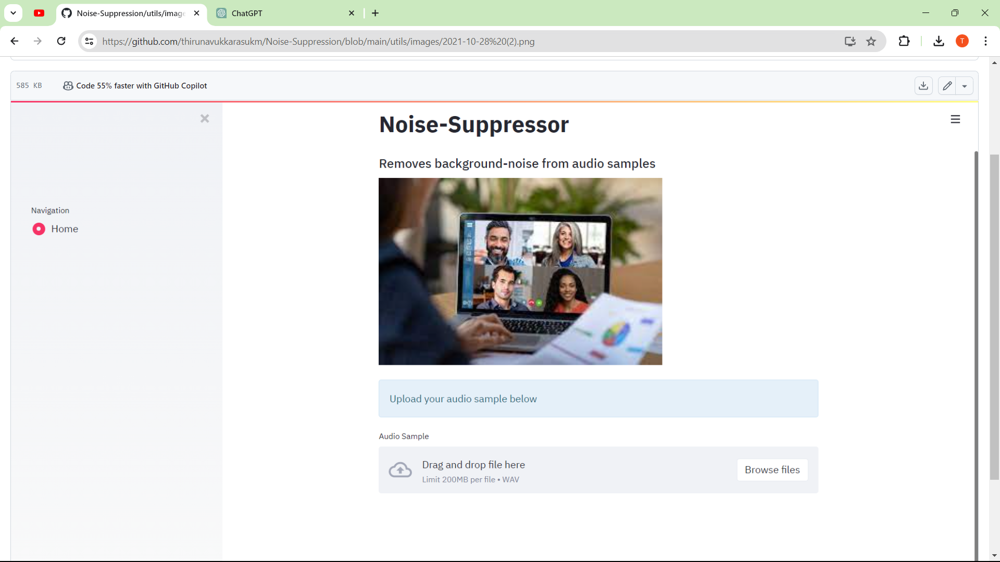 Noise-Suppression/utils/image
ChatGPT
https://github.com/thirunavukkarasukm/Noise-Suppression/blob/main/utils/images/2021-10-28%20(2).png
T
585 KB
Code 55% faster with GitHub Copilot
Noise-Suppressor
Removes background-noise from audio samples
Navigation
Home
Upload your audio sample below
Audio Sample
Drag and drop file here
Limit 200MB per file • WAV
Browse files